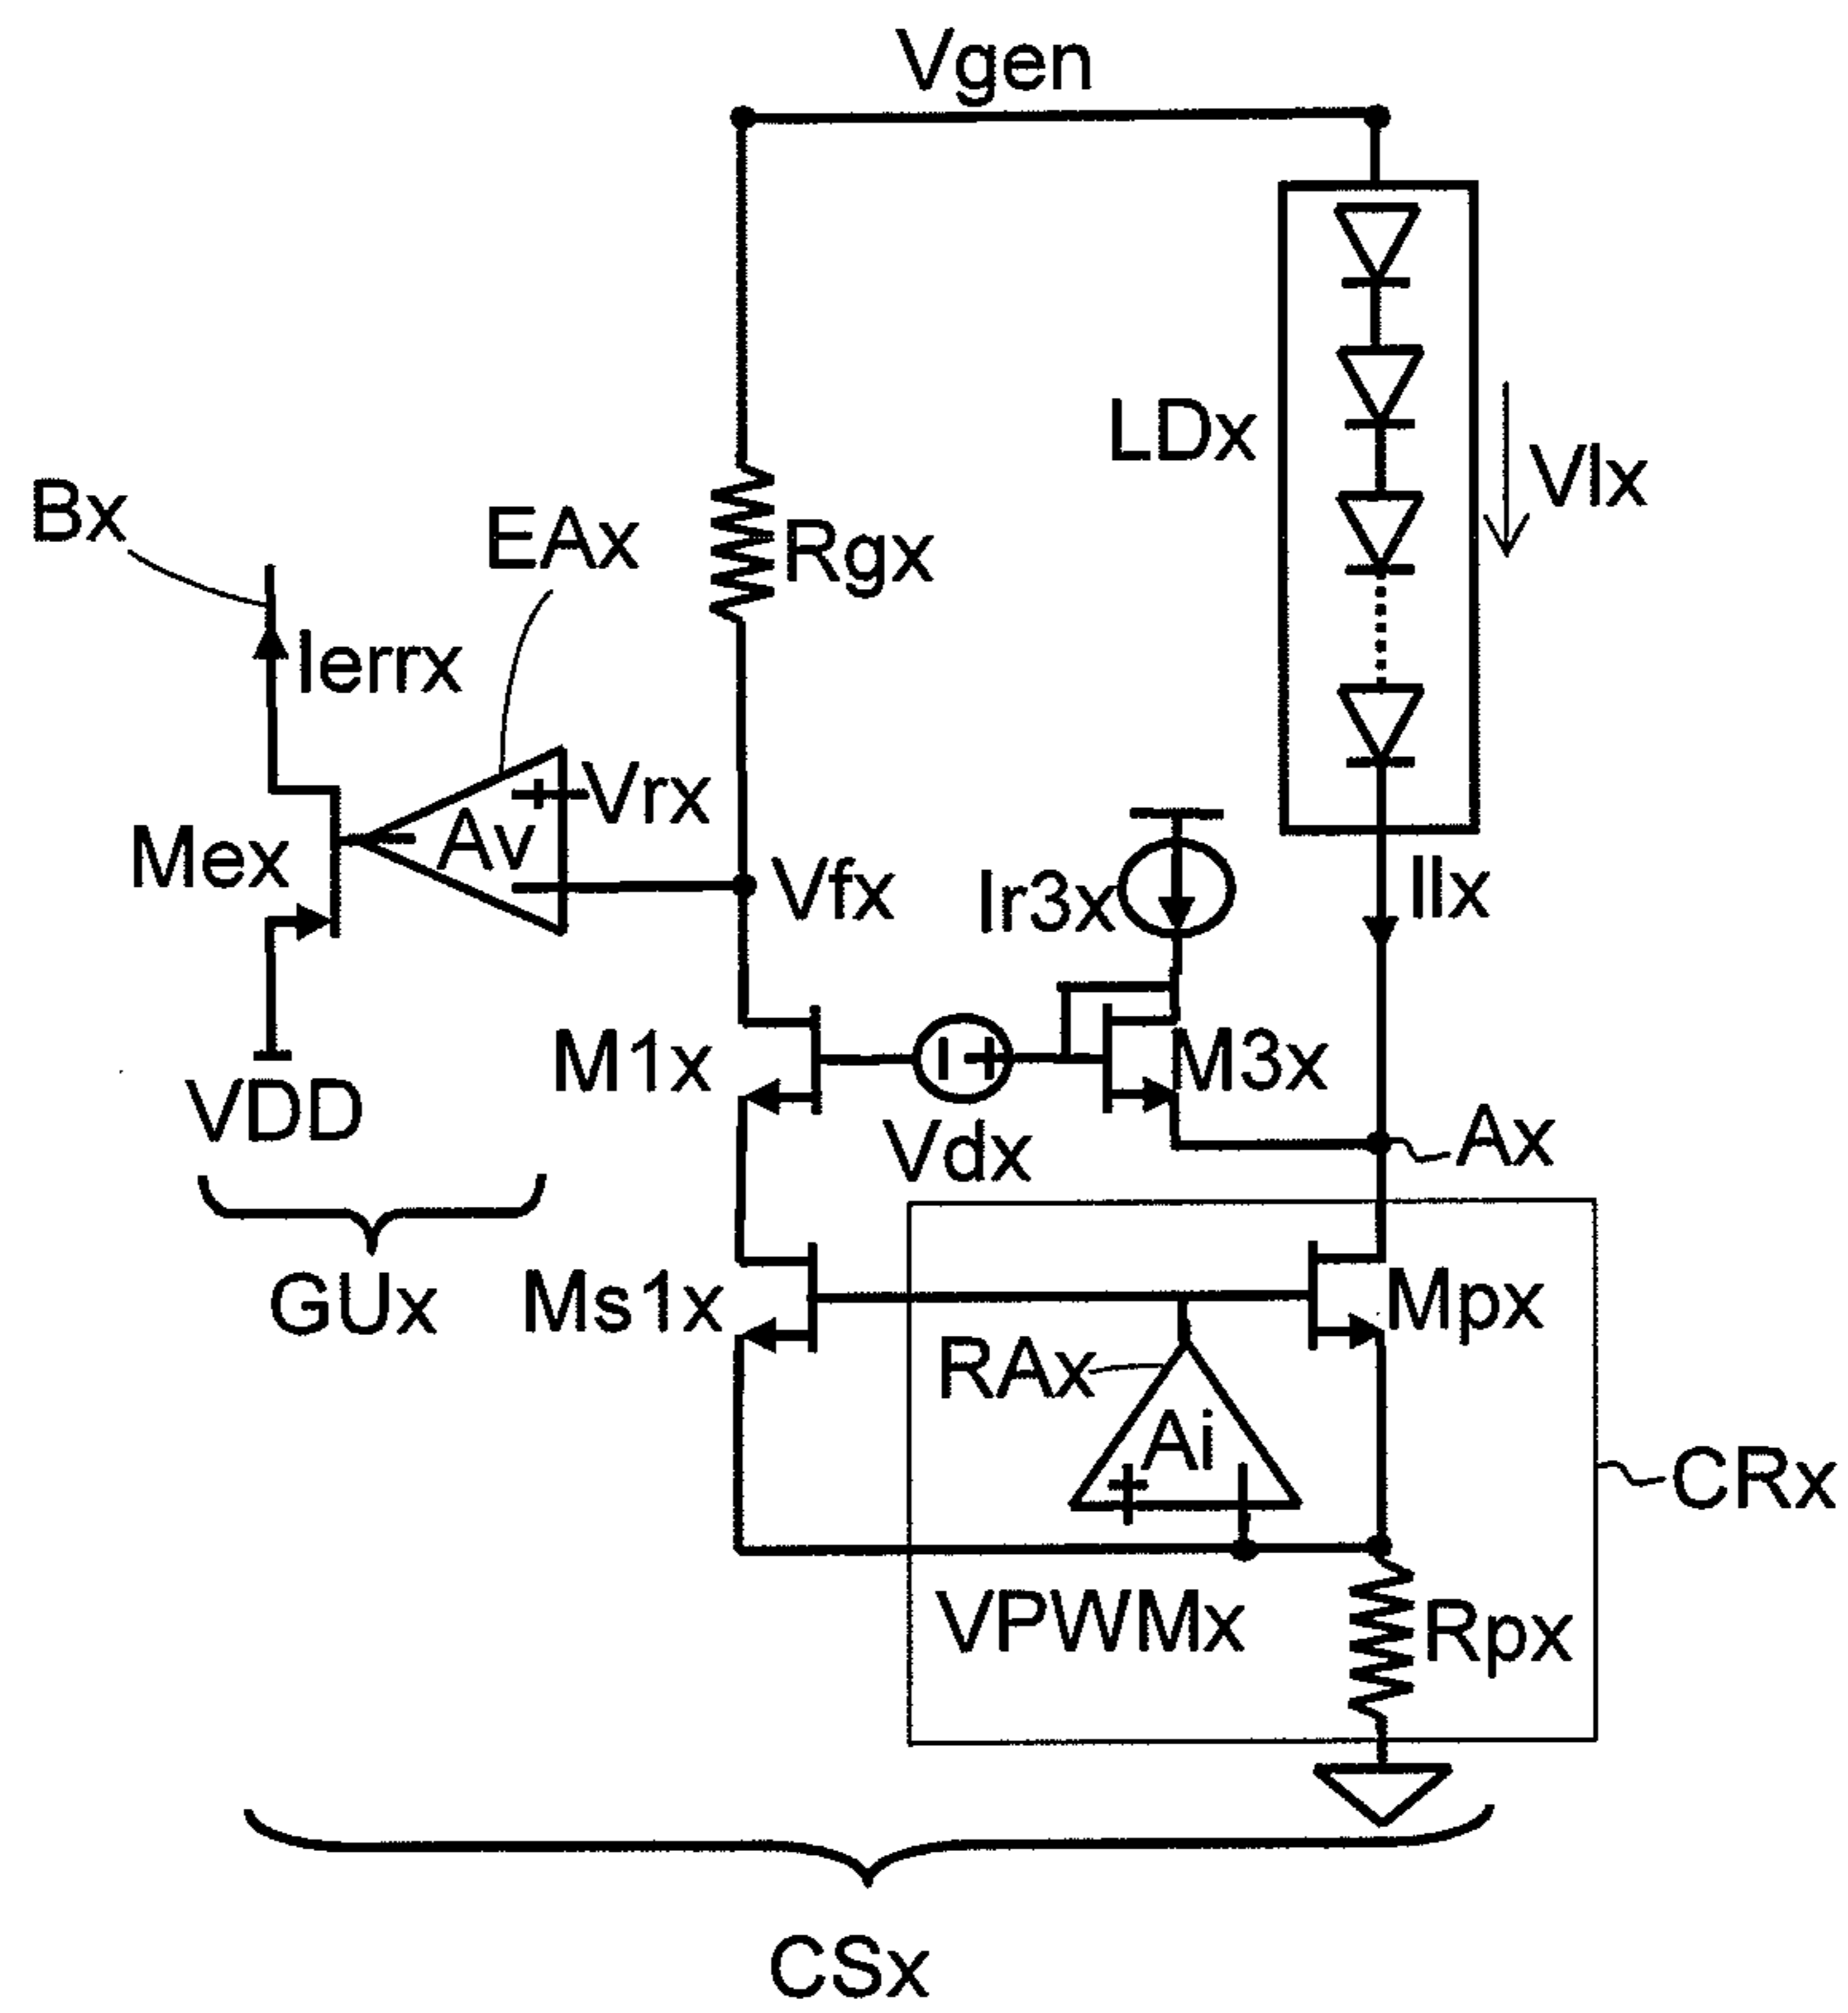 Vgen
LDx
Vlx
Bx
EAx
Rgx
Ierrx
Vrx
Av
Mex
Vfx
Ir3x
Ilx
M1x
M3x
VDD
Vdx
Ax
GUx
Ms1x
Mpx
RAx
Ai
CRx
VPWMx
Rpx
CSx